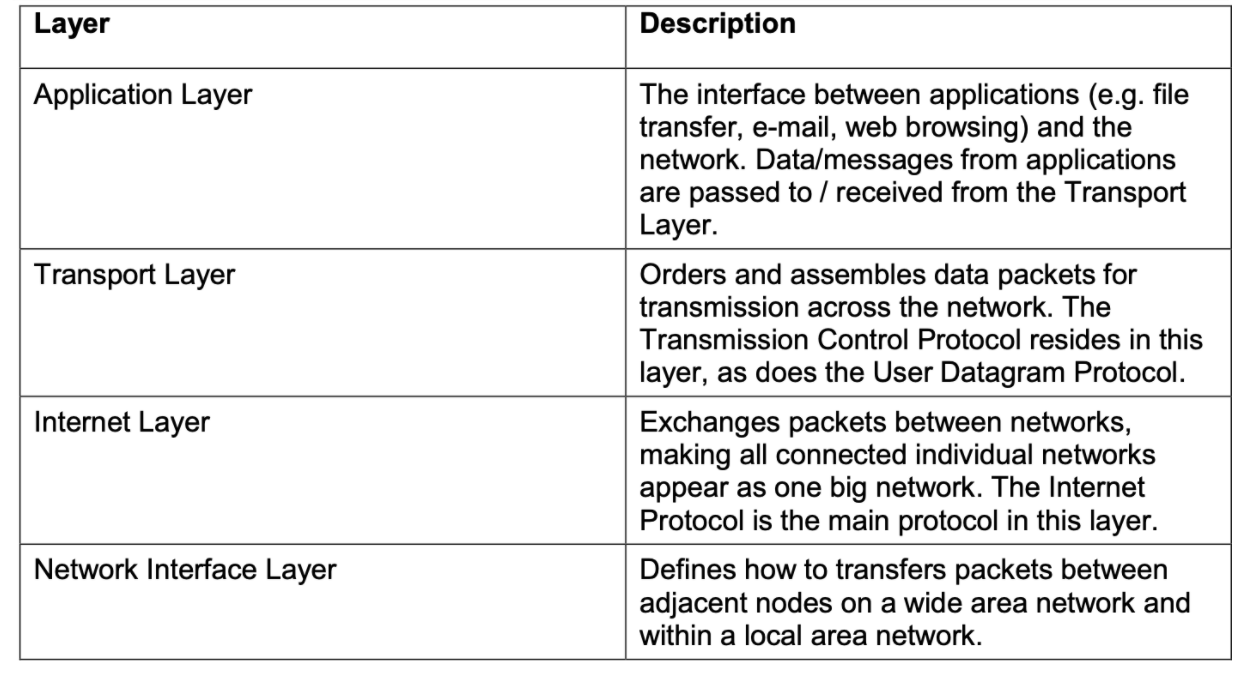 Layer
Description
Application Layer
The interface between applications (e.g. file
transfer, e-mail, web browsing) and the
network. Data/messages from applications
are passed to / received from the Transport
Layer.
Transport Layer
Orders and assembles data packets for
transmission across the network. The
Transmission Control Protocol resides in this
layer, as does the User Datagram Protocol.
Internet Layer
Exchanges packets between networks,
making all connected individual networks
appear as one big network. The Internet
Protocol is the main protocol in this layer.
Network Interface Layer
Defines how to transfers packets between
adjacent nodes on a wide area network and
within a local area network.